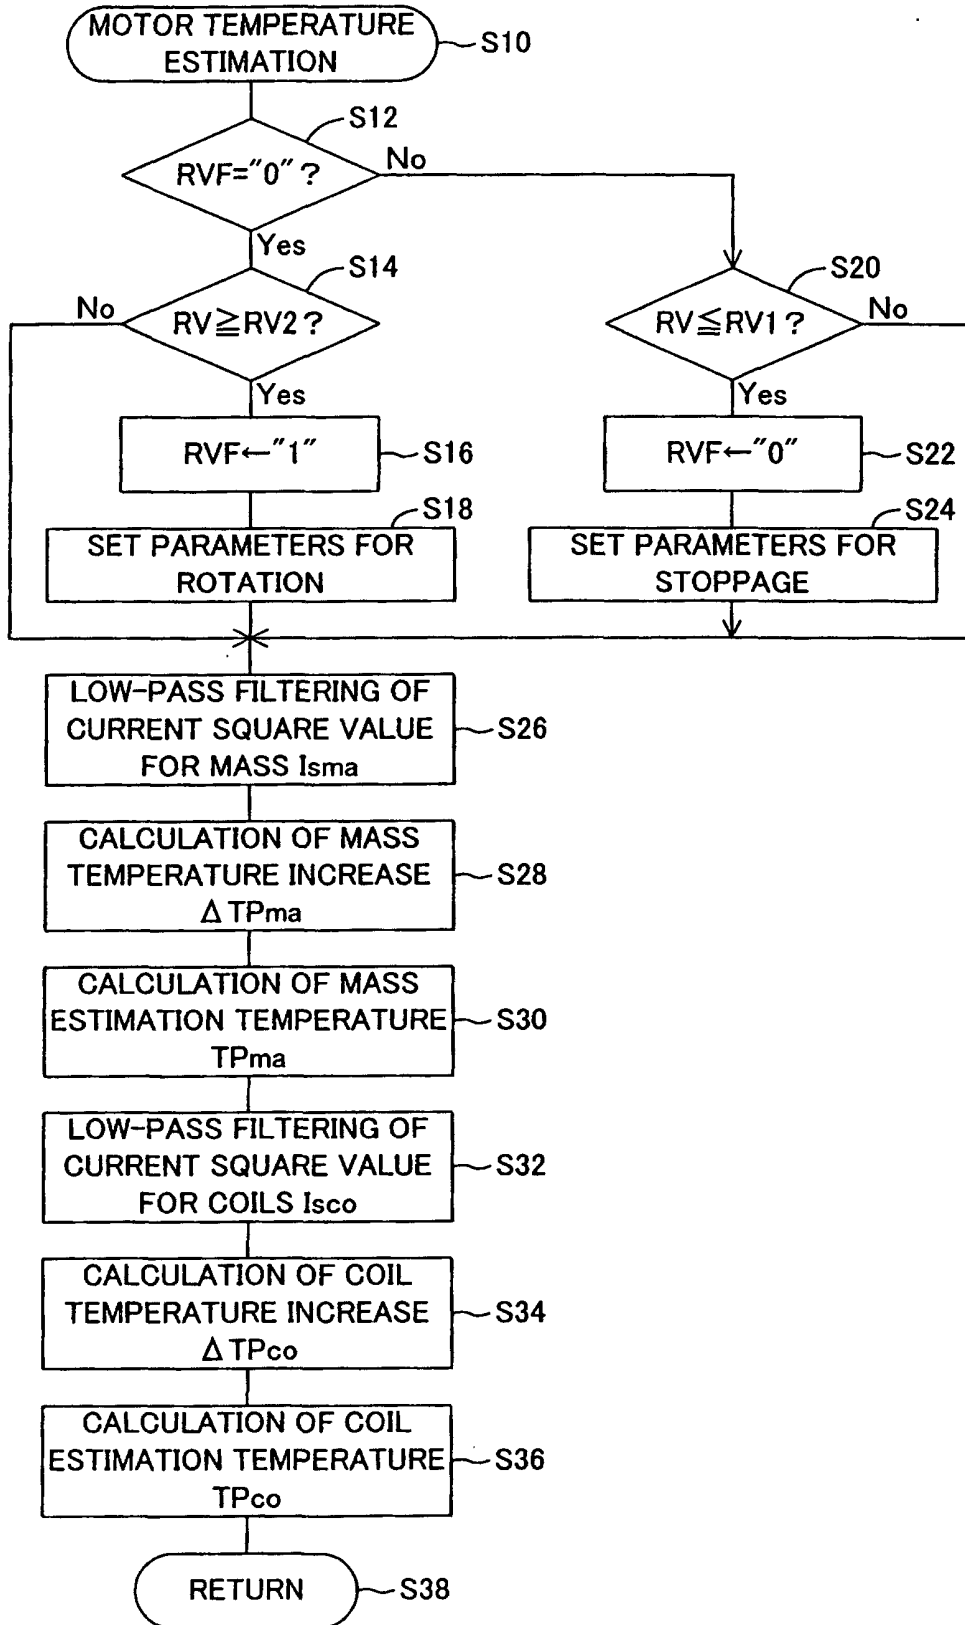 MOTOR TEMPERATURE
ESTIMATION
S10
S12
RVF="0"?
No
Yes
S14
No
RV≧RV2?
Yes
S20
RV≦RV1?
No
Yes
RVF←"1"
S16
RVF←"0"
S22
S18
SET PARAMETERS FOR
ROTATION
S24
SET PARAMETERS FOR
STOPPAGE
LOW-PASS FILTERING OF
CURRENT SQUARE VALUE
FOR MASS Isma
S26
CALCULATION OF MASS
TEMPERATURE INCREASE
Δ TPma
S28
CALCULATION OF MASS
ESTIMATION TEMPERATURE
TPma
S30
LOW-PASS FILTERING OF
CURRENT SQUARE VALUE
FOR COILS Isco
S32
CALCULATION OF COIL
TEMPERATURE INCREASE
Δ TPco
S34
CALCULATION OF COIL
ESTIMATION TEMPERATURE
TPco
S36
RETURN
S38